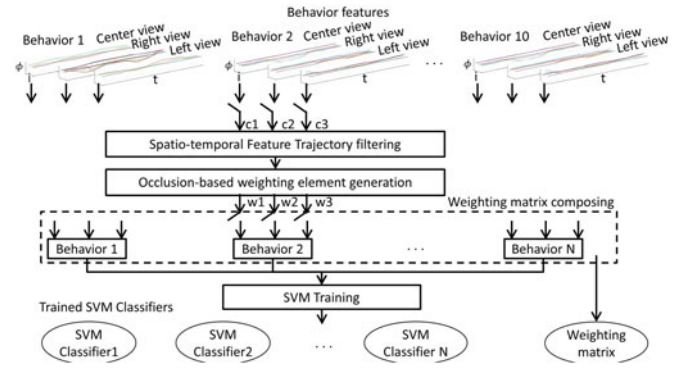 Behavior features
Behavior 1
Center view
Right view
Left view
ϕ
i
t
Behavior 2
Center view
Right view
Left view
ϕ
i
t
. . .
Behavior 10
Center view
Right view
Left view
ϕ
i
t
c1 c2 c3
Spatio-temporal Feature Trajectory filtering
Occlusion-based weighting element generation
w1 w2 w3
Weighting matrix composing
Behavior 1
Behavior 2
. . .
Behavior N
SVM Training
Trained SVM Classifiers
SVM
Classifier1
SVM
Classifier2
. . .
SVM
Classifier N
Weighting
matrix